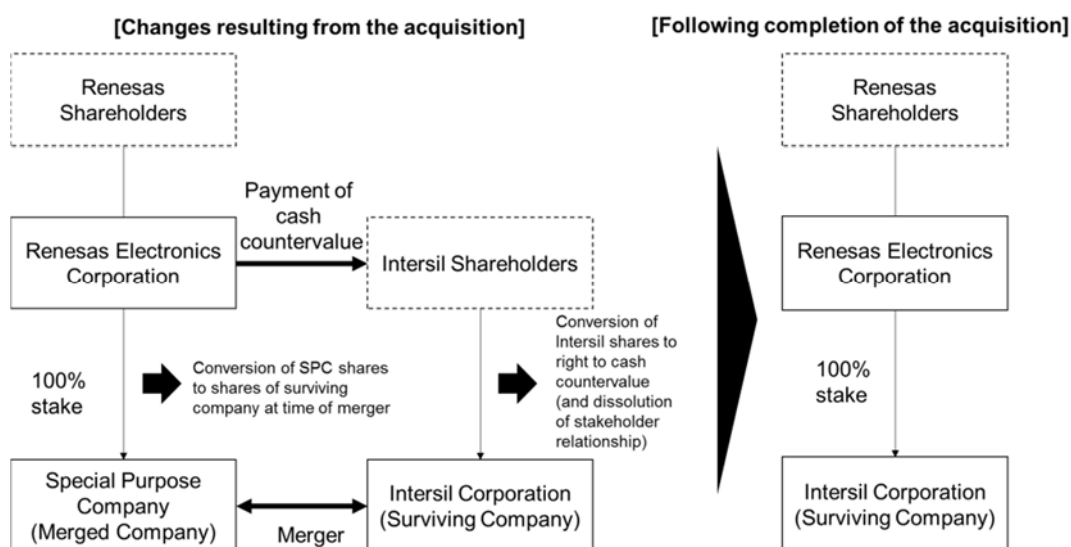 [Changes resulting from the acquisition]
[Following completion of the acquisition]
Renesas
Shareholders
Payment of
cash
countervalue
Renesas Electronics
Corporation
Intersil Shareholders
100%
stake
Conversion of SPC shares
to shares of surviving
company at time of merger
Conversion of
Intersil shares to
right to cash
countervalue
(and dissolution
of stakeholder
relationship)
Special Purpose
Company
(Merged Company)
Merger
Intersil Corporation
(Surviving Company)
Renesas
Shareholders
Renesas Electronics
Corporation
100%
stake
Intersil Corporation
(Surviving Company)